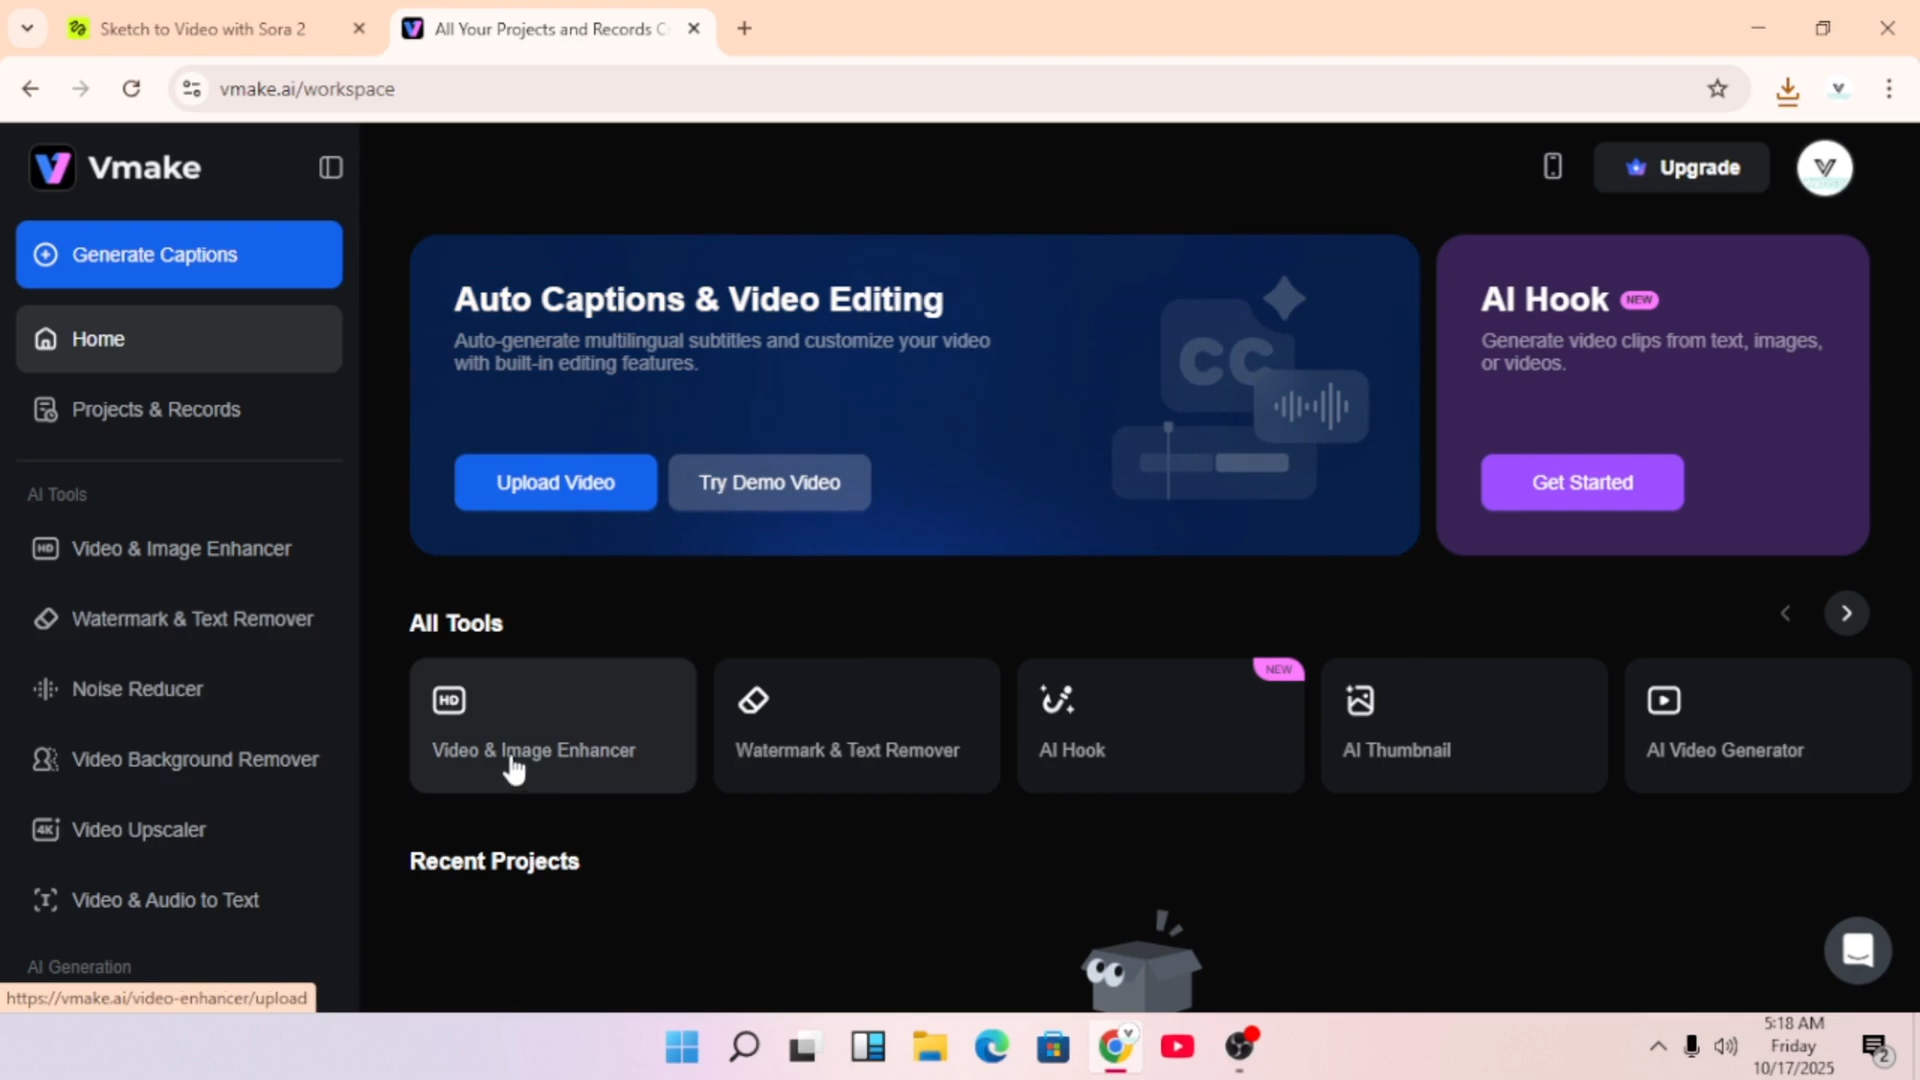 Sketch to Video with Sora 2
All Your Projects and Records C
vmake.ai/workspace
Vmake
Upgrade
Generate Captions
Home
Projects & Records
AI Tools
Video & Image Enhancer
Watermark & Text Remover
Noise Reducer
Video Background Remover
4K
Video Upscaler
Video & Audio to Text
AI Generation
https://vmake.ai/video-enhancer/upload
Auto Captions & Video Editing
Auto-generate multilingual subtitles and customize your video
with built-in editing features.
CC
Upload Video
Try Demo Video
AI Hook NEW
Generate video clips from text, images,
or videos.
Get Started
All Tools
HD
Video & Image Enhancer
Watermark & Text Remover
NEW
AI Hook
AI Thumbnail
AI Video Generator
Recent Projects
5:18 AM
Friday
10/17/2025
2